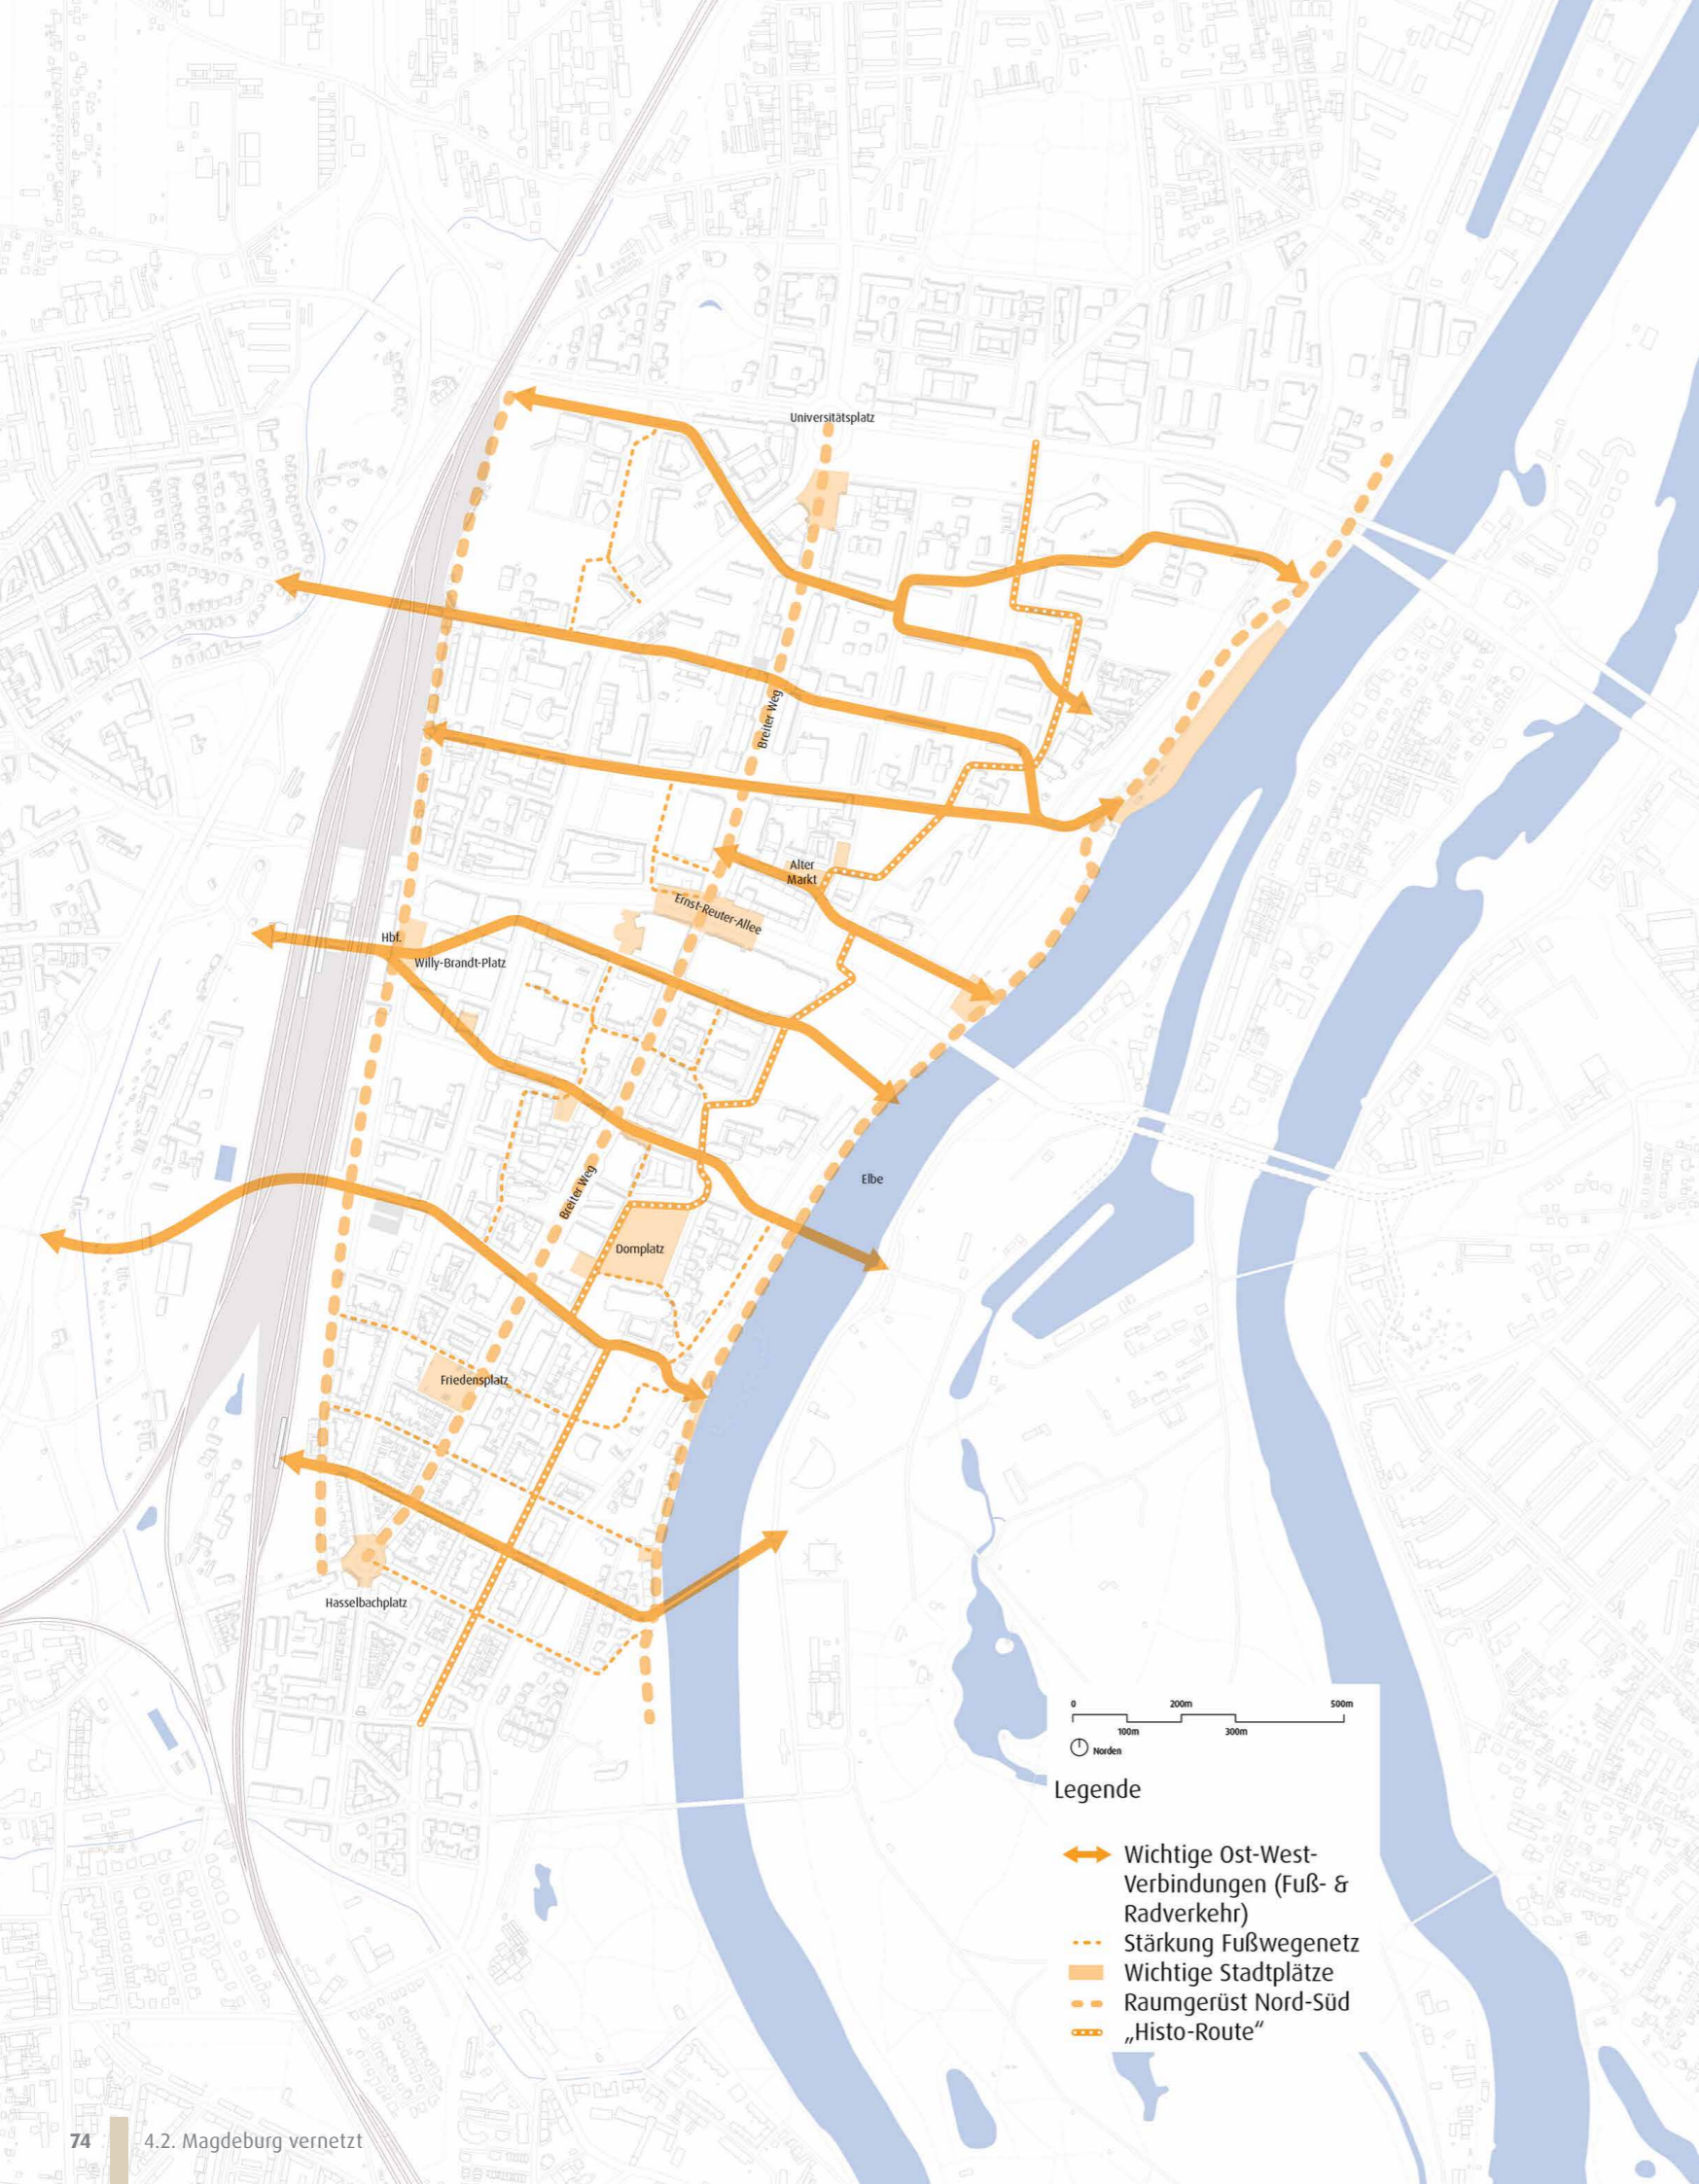 Universitätsplatz
Breiter Weg
Alter
Markt
Ernst-Reuter-Allee
Hbf.
Willy-Brandt-Platz
Elbe
Breiter Weg
Domplatz
Friedensplatz
Hasselbachplatz
0 200m 500m
100m 300m
Norden
Legende
Wichtige Ost-West-
Verbindungen (Fuß- &
Radverkehr)
Stärkung Fußwegenetz
Wichtige Stadtplätze
Raumgerüst Nord-Süd
„Histo-Route“
74 4.2. Magdeburg vernetzt